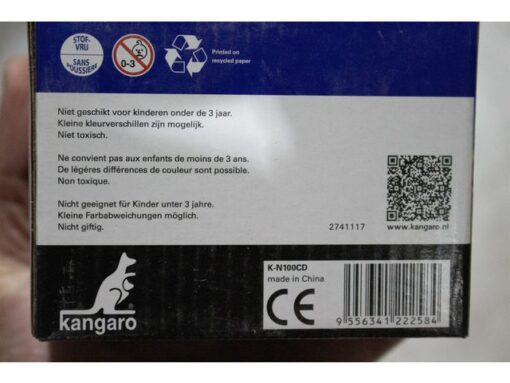 STOF-
VRIJ
SANS
POUSSIÈRE
0-3
Printed on
recycled paper
Niet geschikt voor kinderen onder de 3 jaar.
Kleine kleurverschillen zijn mogelijk.
Niet toxisch.
Ne convient pas aux enfants de moins de 3 ans.
De légéres différences de couleur sont possible.
Non toxique.
Nicht geeignet für Kinder unter 3 jahre.
Kleine Farbabweichungen möglich.
Nicht giftig.
2741117
www.kangaro.nl
kangaro
K-N100CD
made in China
CE
9 556341 222584